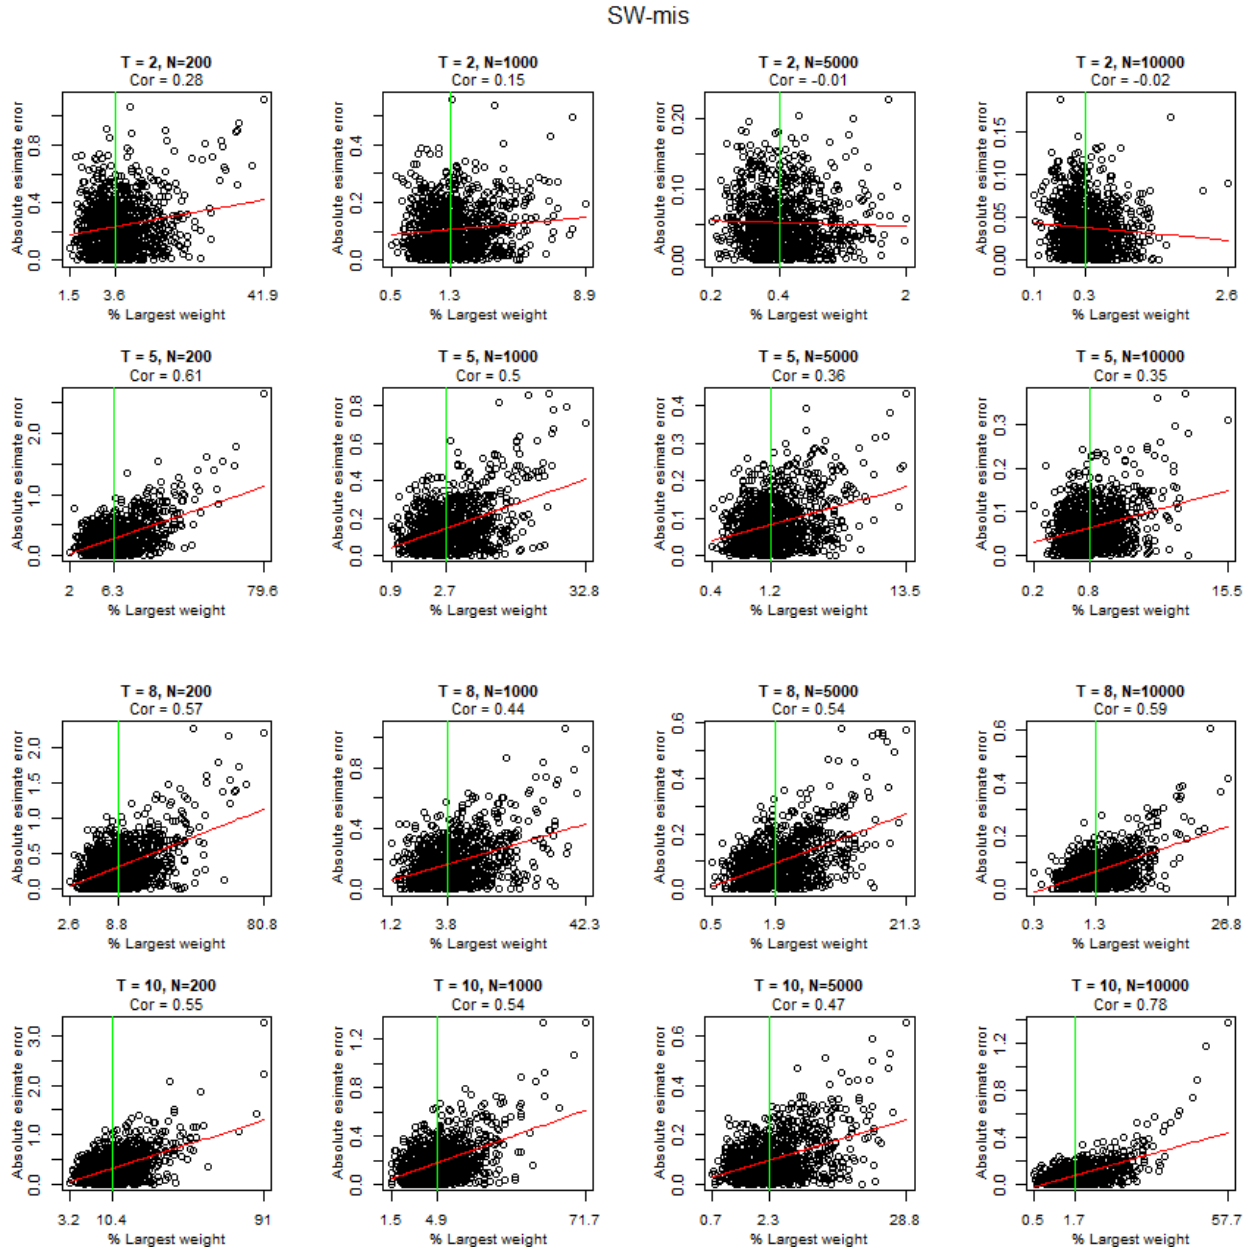 SW-mis
T = 2, N=200
Cor = 0.28
Absolute esimate error
0.0 0.4 0.8
1.5 3.6 41.9
% Largest weight
T = 2, N=1000
Cor = 0.15
Absolute esimate error
0.0 0.2 0.4
0.5 1.3 8.9
% Largest weight
T = 2, N=5000
Cor = -0.01
Absolute esimate error
0.00 0.10 0.20
0.2 0.4 2
% Largest weight
T = 2, N=10000
Cor = -0.02
Absolute esimate error
0.00 0.05 0.10 0.15
0.1 0.3 2.6
% Largest weight
T = 5, N=200
Cor = 0.61
Absolute esimate error
0.0 1.0 2.0
2 6.3 79.6
% Largest weight
T = 5, N=1000
Cor = 0.5
Absolute esimate error
0.0 0.2 0.4 0.6 0.8
0.9 2.7 32.8
% Largest weight
T = 5, N=5000
Cor = 0.36
Absolute esimate error
0.0 0.1 0.2 0.3 0.4
0.4 1.2 13.5
% Largest weight
T = 5, N=10000
Cor = 0.35
Absolute esimate error
0.0 0.1 0.2 0.3
0.2 0.8 15.5
% Largest weight
T = 8, N=200
Cor = 0.57
Absolute esimate error
0.0 0.5 1.0 1.5 2.0
2.6 8.8 80.8
% Largest weight
T = 8, N=1000
Cor = 0.44
Absolute esimate error
0.0 0.4 0.8
1.2 3.8 42.3
% Largest weight
T = 8, N=5000
Cor = 0.54
Absolute esimate error
0.0 0.2 0.4 0.6
0.5 1.9 21.3
% Largest weight
T = 8, N=10000
Cor = 0.59
Absolute esimate error
0.0 0.2 0.4 0.6
0.3 1.3 26.8
% Largest weight
T = 10, N=200
Cor = 0.55
Absolute esimate error
0.0 1.0 2.0 3.0
3.2 10.4 91
% Largest weight
T = 10, N=1000
Cor = 0.54
Absolute esimate error
0.0 0.4 0.8 1.2
1.5 4.9 71.7
% Largest weight
T = 10, N=5000
Cor = 0.47
Absolute esimate error
0.0 0.2 0.4 0.6
0.7 2.3 28.8
% Largest weight
T = 10, N=10000
Cor = 0.78
Absolute esimate error
0.0 0.4 0.8 1.2
0.5 1.7 57.7
% Largest weight